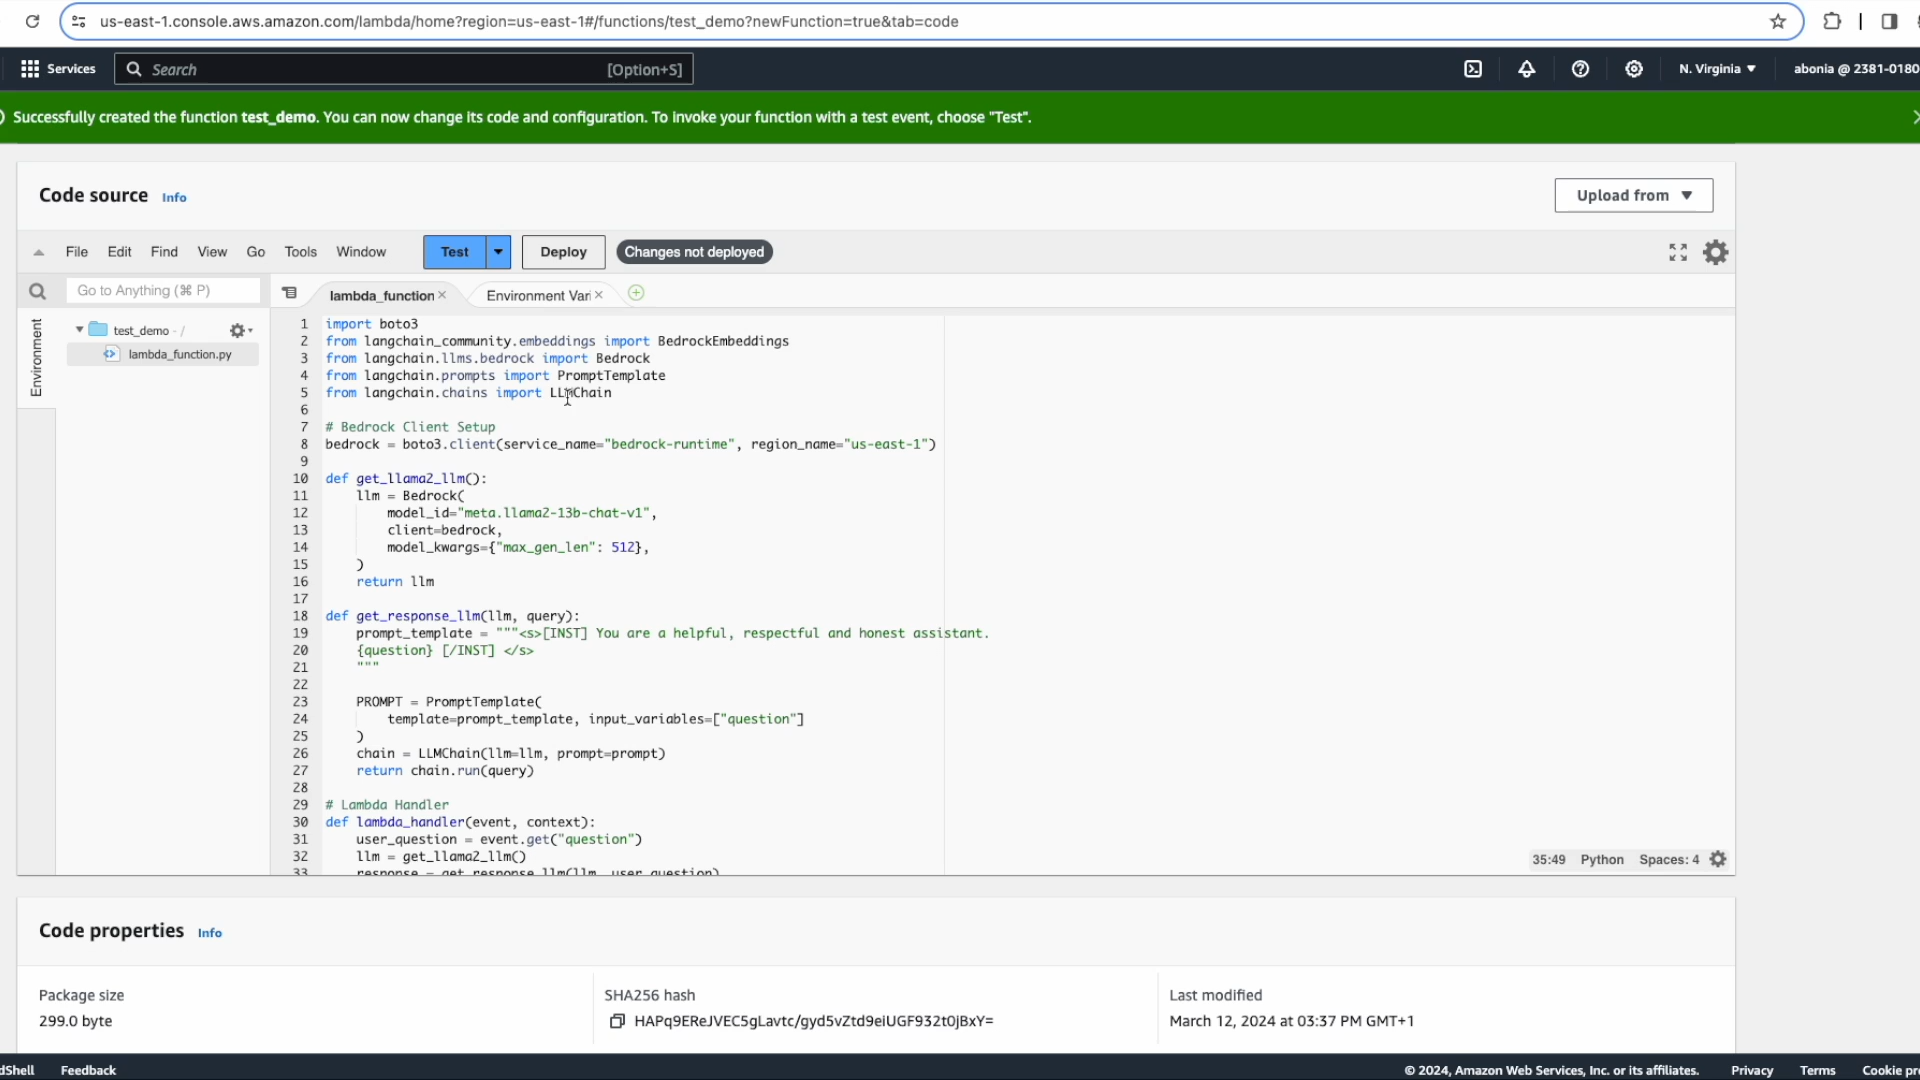 us-east-1.console.aws.amazon.com/lambda/home?region=us-east-1#/functions/test_demo?newFunction=true&tab=code
Services
Search
[Option+S]
N. Virginia
abonia @ 2381-0180
Successfully created the function test_demo. You can now change its code and configuration. To invoke your function with a test event, choose "Test".
Code source Info
Upload from
File Edit Find View Go Tools Window
Test
Deploy
Changes not deployed
Go to Anything (⌘ P)
lambda_function
Environment Vari
Environment
test_demo - /
lambda_function.py
1 import boto3
2 from langchain_community.embeddings import BedrockEmbeddings
3 from langchain.llms.bedrock import Bedrock
4 from langchain.prompts import PromptTemplate
5 from langchain.chains import LLMChain
6
7 # Bedrock Client Setup
8 bedrock = boto3.client(service_name="bedrock-runtime", region_name="us-east-1")
9
10 def get_llama2_llm():
11 llm = Bedrock(
12 model_id="meta.llama2-13b-chat-v1",
13 client=bedrock,
14 model_kwargs={"max_gen_len": 512},
15 )
16 return llm
17
18 def get_response_llm(llm, query):
19 prompt_template = """<s>[INST] You are a helpful, respectful and honest assistant.
20 {question} [/INST] </s>
21 """
22
23 PROMPT = PromptTemplate(
24 template=prompt_template, input_variables=["question"]
25 )
26 chain = LLMChain(llm=llm, prompt=prompt)
27 return chain.run(query)
28
29 # Lambda Handler
30 def lambda_handler(event, context):
31 user_question = event.get("question")
32 llm = get_llama2_llm()
33 response = get_response_llm(llm, user_question)
35:49 Python Spaces: 4
Code properties Info
Package size
299.0 byte
SHA256 hash
HAPq9EReJVEC5gLavtc/gyd5vZtd9eiUGF932t0jBxY=
Last modified
March 12, 2024 at 03:37 PM GMT+1
dShell
Feedback
© 2024, Amazon Web Services, Inc. or its affiliates.
Privacy
Terms
Cookie pr